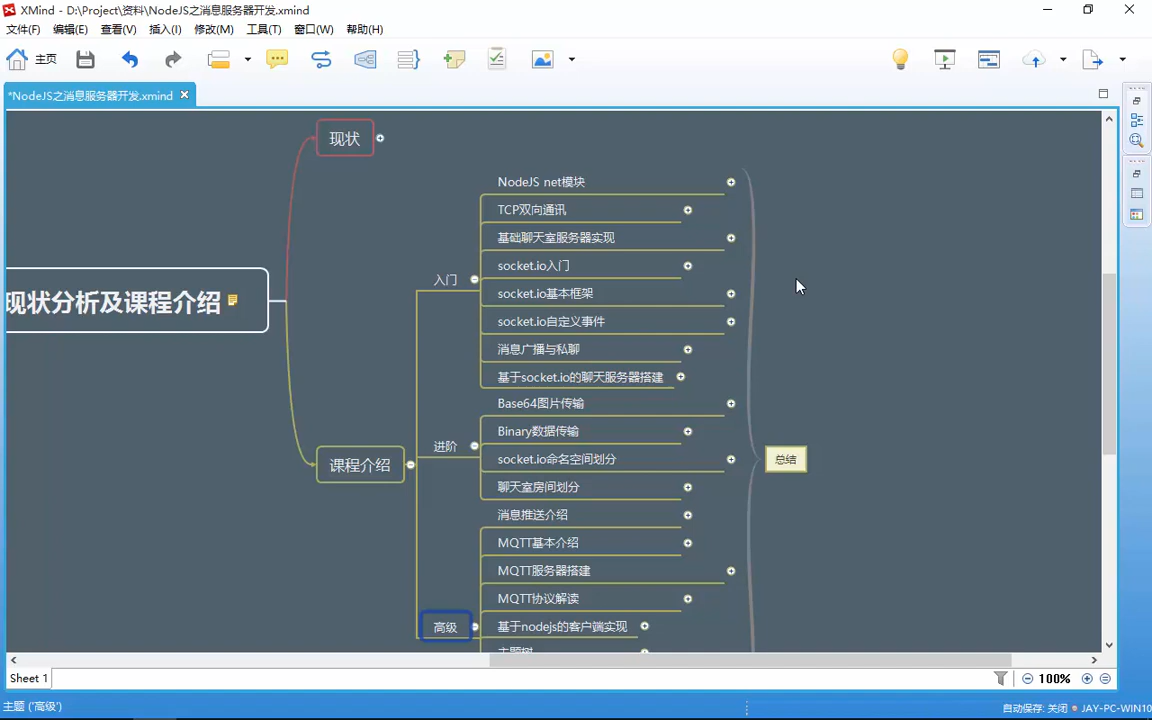 XMind - D:\Project\资料\NodeJS之消息服务器开发.xmind
文件(F) 编辑(E) 查看(V) 插入(I) 修改(M) 工具(T) 窗口(W) 帮助(H)
主页
*NodeJS之消息服务器开发.xmind
现状
NodeJS net模块
TCP双向通讯
基础聊天室服务器实现
socket.io入门
入门
socket.io基本框架
现状分析及课程介绍
socket.io自定义事件
消息广播与私聊
基于socket.io的聊天服务器搭建
Base64图片传输
Binary数据传输
进阶
socket.io命名空间划分
总结
课程介绍
聊天室房间划分
消息推送介绍
MQTT基本介绍
MQTT服务器搭建
MQTT协议解读
高级
基于nodejs的客户端实现
主题树
Sheet 1
100%
主题 ('高级')
自动保存: 关闭
JAY-PC-WIN10